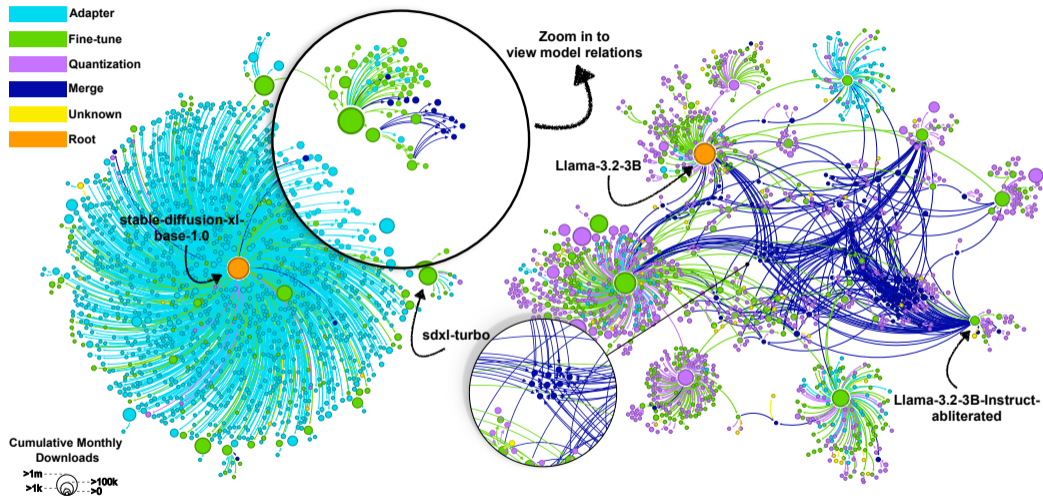 Adapter
Fine-tune
Quantization
Merge
Unknown
Root
stable-diffusion-xl-
base-1.0
sdxl-turbo
Zoom in to
view model relations
Llama-3.2-3B
Llama-3.2-3B-Instruct-
abliterated
Cumulative Monthly
Downloads
>1m
>100k
>1k
>0